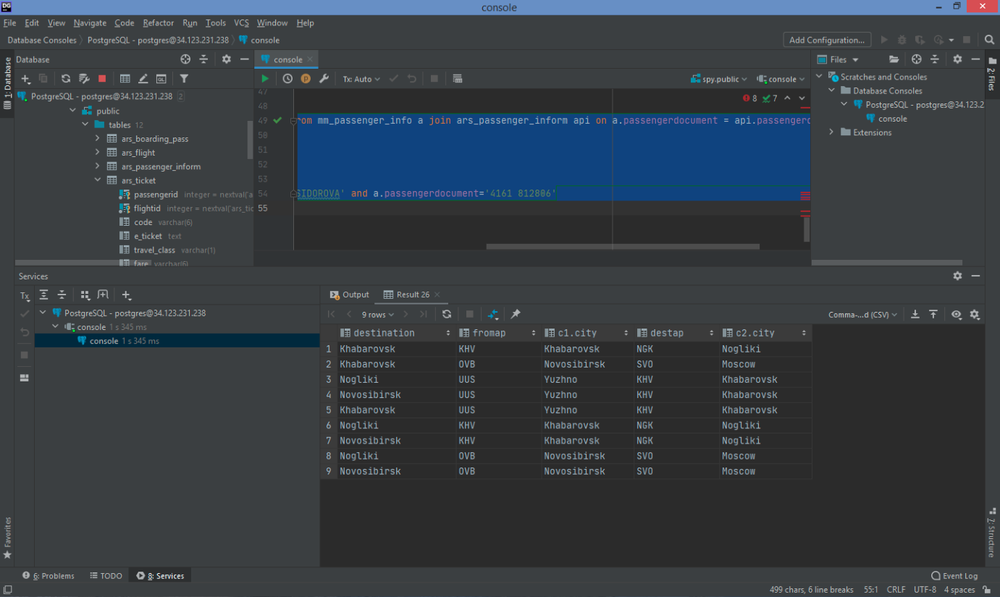 DG
console
File Edit View Navigate Code Refactor Run Tools VCS Window Help
Database Consoles PostgreSQL - postgres@34.123.231.238 console
Add Configuration...
1: Database
Database
PostgreSQL - postgres@34.123.231.238 2
public
tables 12
ars_boarding_pass
ars_flight
ars_passenger_inform
ars_ticket
passengerid integer = nextval('a
flightid integer = nextval('ars_tic
code varchar(6)
e_ticket text
travel_class varchar(1)
fare varchar(6)
console
Tx: Auto
spy.public
console
8 7
47
48
49 rom mm_passenger_info a join ars_passenger_inform api on a.passengerdocument = api.passengerd
50
51
52
53
54 SIDOROVA' and a.passengerdocument='4161 812806'
55
Files
Scratches and Consoles
Database Consoles
PostgreSQL - postgres@34.123.2
console
Extensions
2: Files
Services
Tx
PostgreSQL - postgres@34.123.231.238
console 1 s 345 ms
console 1 s 345 ms
Output Result 26
9 rows
Comma-...d (CSV)
destination fromap c1.city destap c2.city
1 Khabarovsk KHV Khabarovsk NGK Nogliki
2 Khabarovsk OVB Novosibirsk SVO Moscow
3 Nogliki UUS Yuzhno KHV Khabarovsk
4 Novosibirsk UUS Yuzhno KHV Khabarovsk
5 Khabarovsk UUS Yuzhno KHV Khabarovsk
6 Nogliki KHV Khabarovsk NGK Nogliki
7 Novosibirsk KHV Khabarovsk NGK Nogliki
8 Nogliki OVB Novosibirsk SVO Moscow
9 Novosibirsk OVB Novosibirsk SVO Moscow
Favorites
7: Structure
6: Problems TODO 8: Services
Event Log
499 chars, 6 line breaks 55:1 CRLF UTF-8 4 spaces